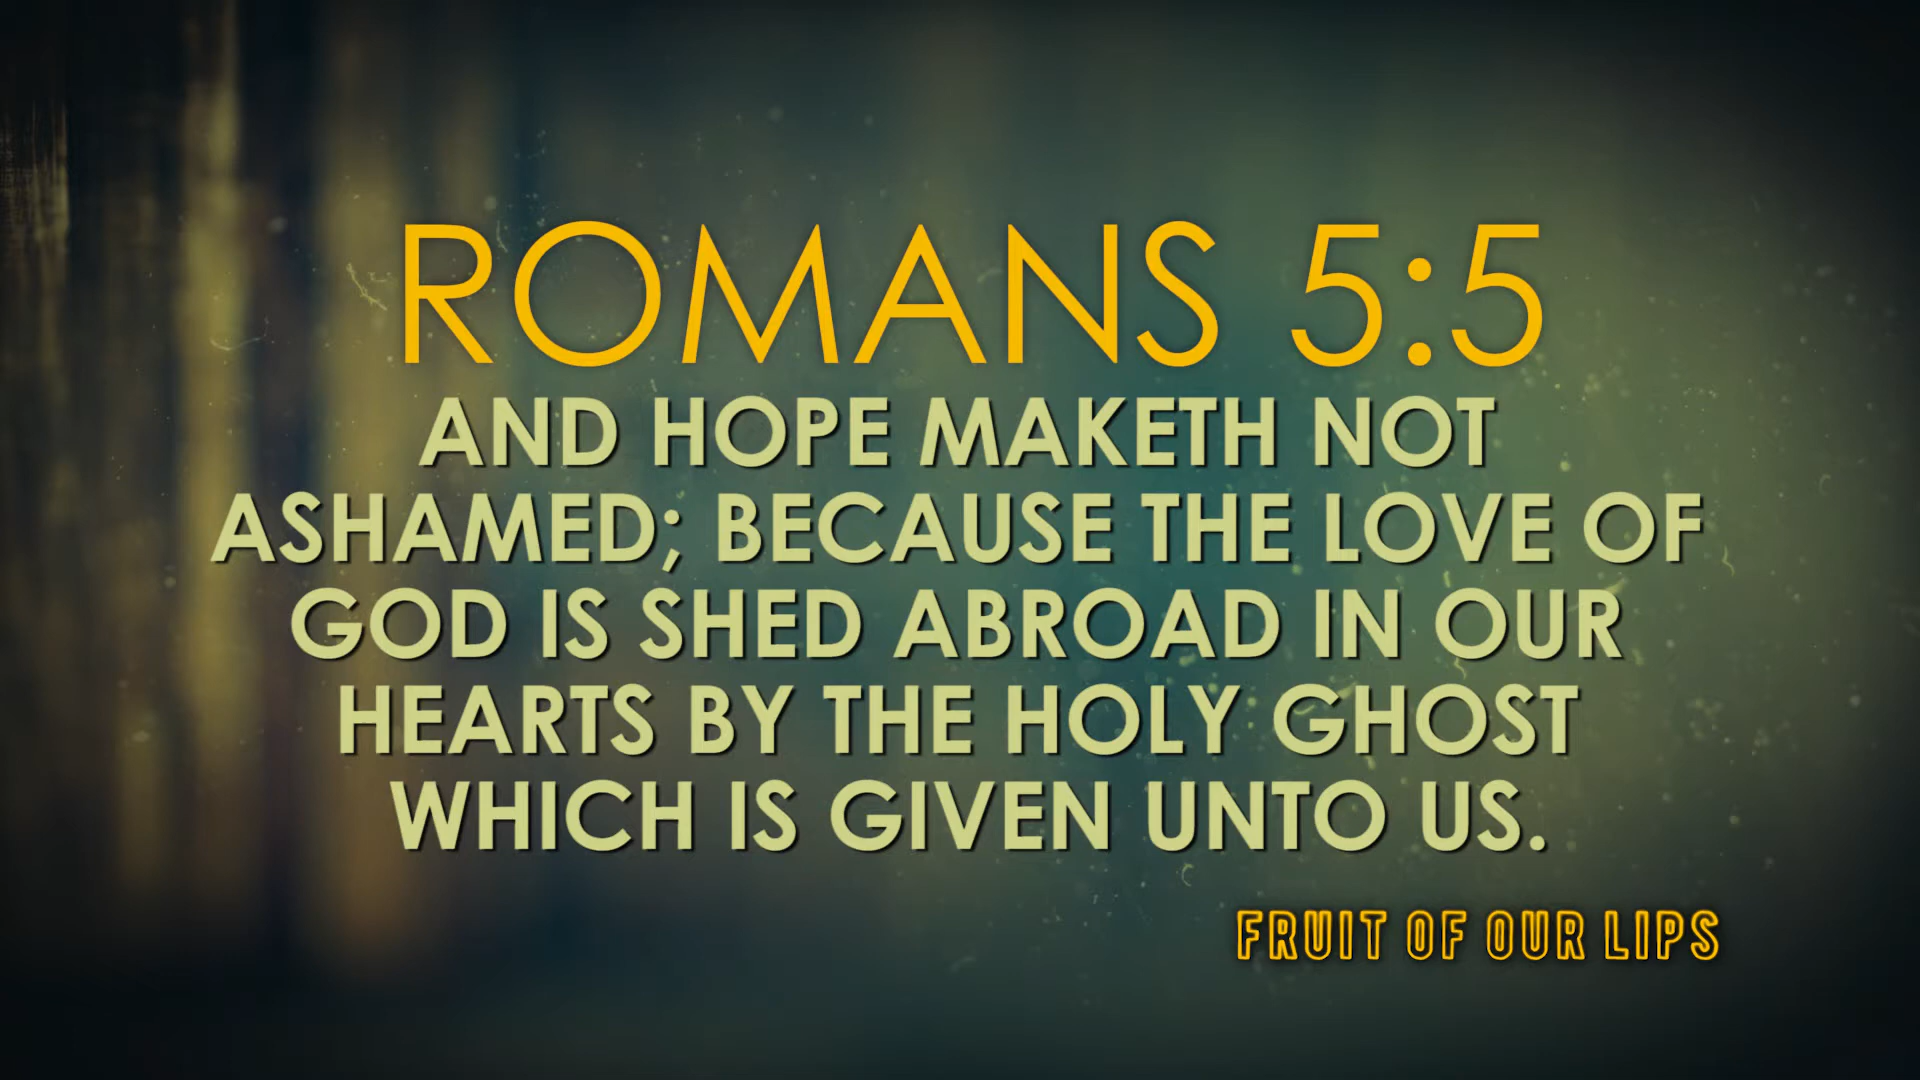 ROMANS 5:5
AND HOPE MAKETH NOT
ASHAMED; BECAUSE THE LOVE OF
GOD IS SHED ABROAD IN OUR
HEARTS BY THE HOLY GHOST
WHICH IS GIVEN UNTO US.
FRUIT OF OUR LIPS